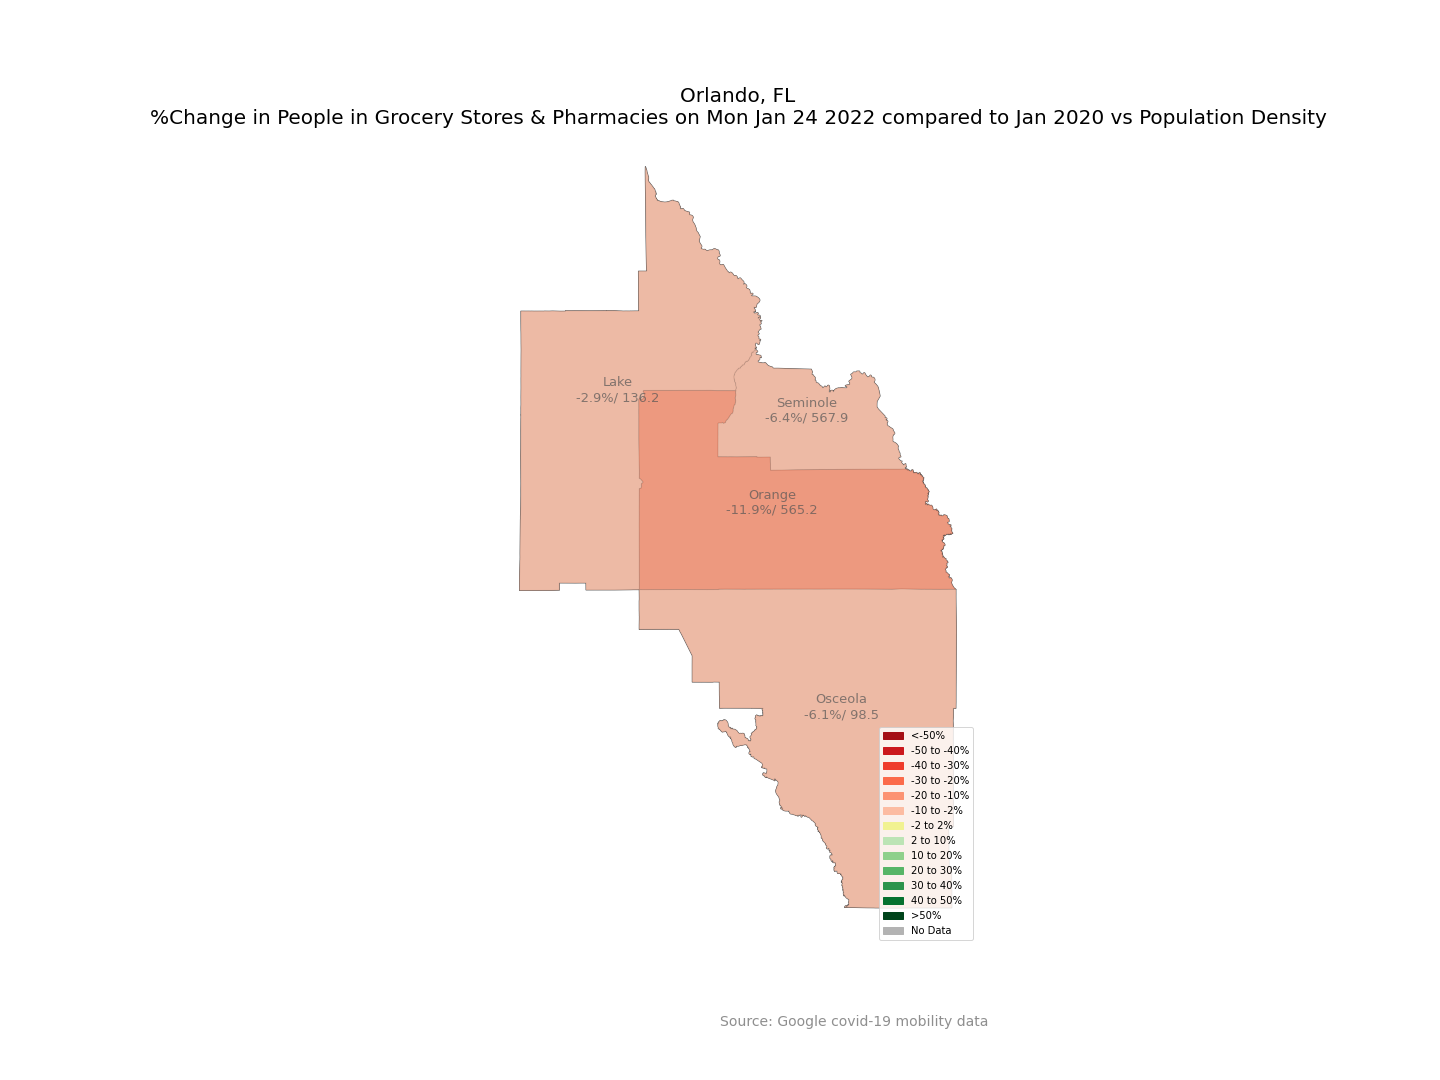 Orlando, FL
%Change in People in Grocery Stores & Pharmacies on Mon Jan 24 2022 compared to Jan 2020 vs Population Density
Lake
-2.9%/ 136.2
Seminole
-6.4%/ 567.9
Orange
-11.9%/ 565.2
Osceola
-6.1%/ 98.5
<-50%
-50 to -40%
-40 to -30%
-30 to -20%
-20 to -10%
-10 to -2%
-2 to 2%
2 to 10%
10 to 20%
20 to 30%
30 to 40%
40 to 50%
>50%
No Data
Source: Google covid-19 mobility data